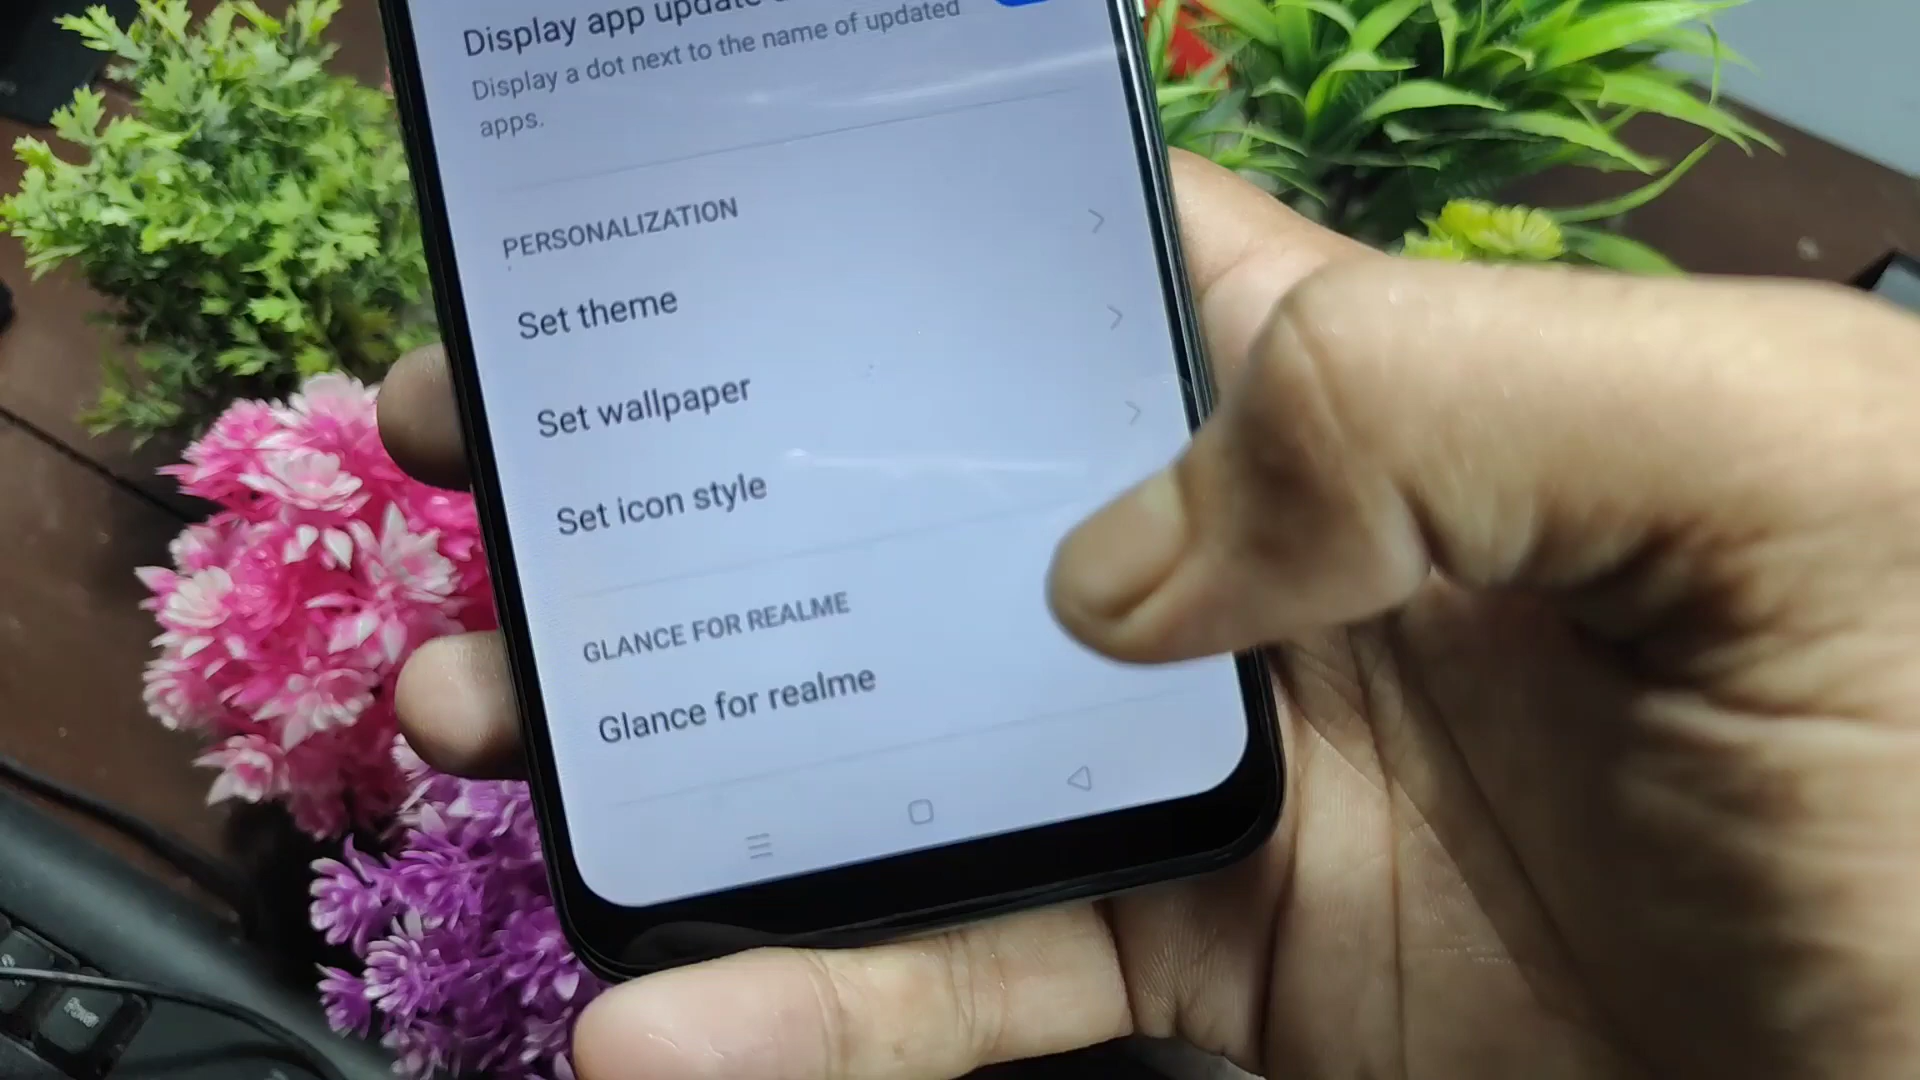 Display app update
Display a dot next to the name of updated
apps.
PERSONALIZATION
Set theme
Set wallpaper
Set icon style
GLANCE FOR REALME
Glance for realme